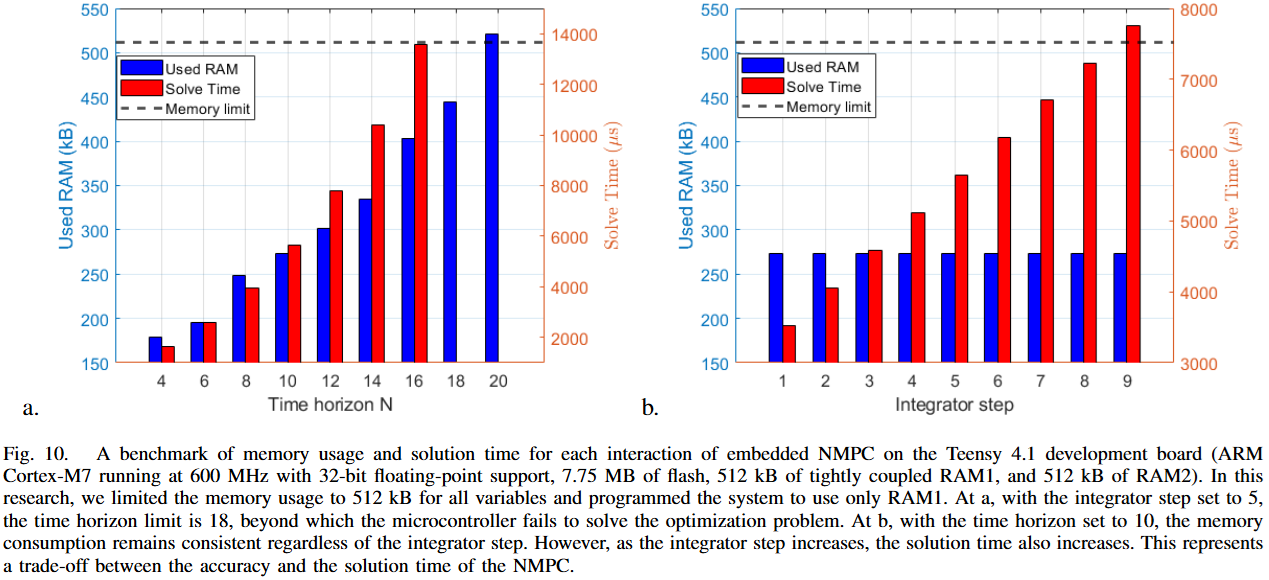 550
500
450
400
350
300
250
200
150
Used RAM (kB)
14000
12000
10000
8000
6000
4000
2000
Solve Time (μs)
Used RAM
Solve Time
Memory limit
4 6 8 10 12 14 16 18 20
Time horizon N
a.
550
500
450
400
350
300
250
200
150
Used RAM (kB)
8000
7000
6000
5000
4000
3000
Solve Time (μs)
Used RAM
Solve Time
Memory limit
1 2 3 4 5 6 7 8 9
Integrator step
b.
Fig. 10. A benchmark of memory usage and solution time for each interaction of embedded NMPC on the Teensy 4.1 development board (ARM
Cortex-M7 running at 600 MHz with 32-bit floating-point support, 7.75 MB of flash, 512 kB of tightly coupled RAM1, and 512 kB of RAM2). In this
research, we limited the memory usage to 512 kB for all variables and programmed the system to use only RAM1. At a, with the integrator step set to 5,
the time horizon limit is 18, beyond which the microcontroller fails to solve the optimization problem. At b, with the time horizon set to 10, the memory
consumption remains consistent regardless of the integrator step. However, as the integrator step increases, the solution time also increases. This represents
a trade-off between the accuracy and the solution time of the NMPC.